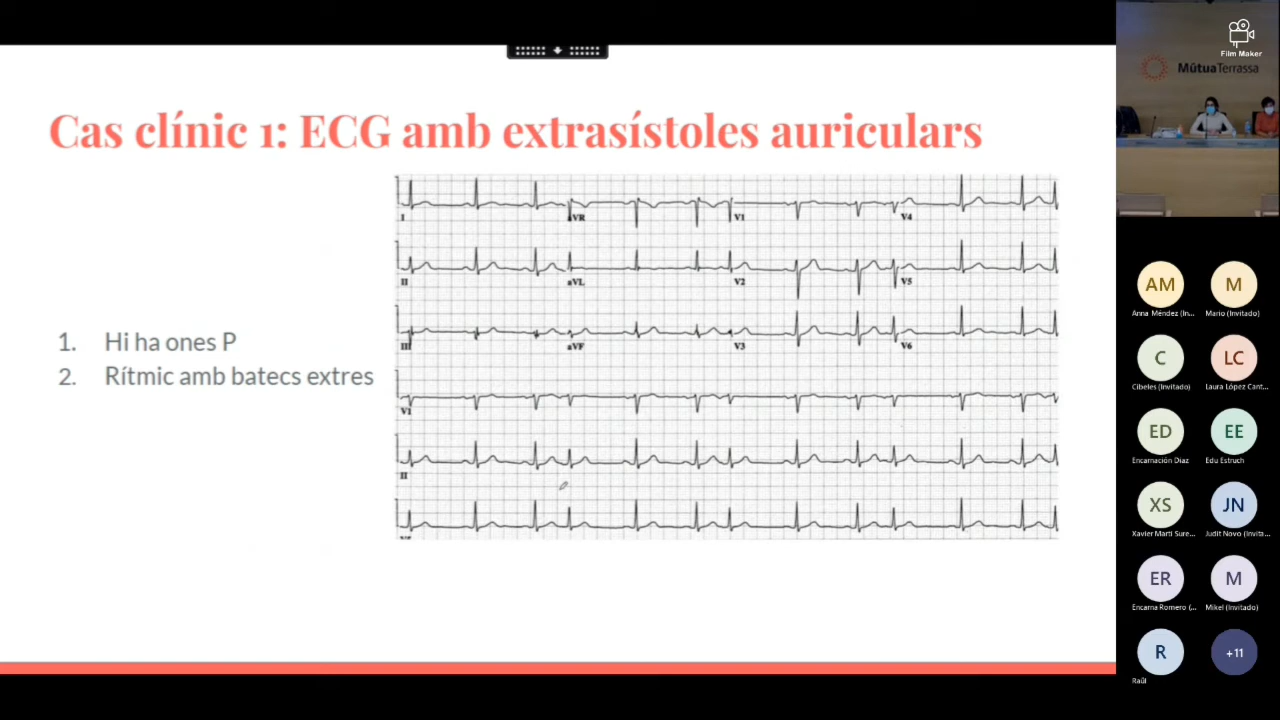 Film Maker
MútuaTerrassa
Cas clínic 1: ECG amb extrasístoles auriculars
1. Hi ha ones P
2. Rítmic amb batecs extres
I
aVR
V1
V4
II
aVL
V2
V5
III
aVF
V3
V6
V1
II
AM
Anna Méndez (In...
M
Mario (Invitado)
C
Cibeles (Invitado)
LC
Laura López Cant...
ED
Encarnación Díaz
EE
Edu Estruch
XS
Xavier Martí Sure...
JN
Judit Novo (Invita...
ER
Encarna Romero (...
M
Mikel (Invitado)
R
Raúl
+11